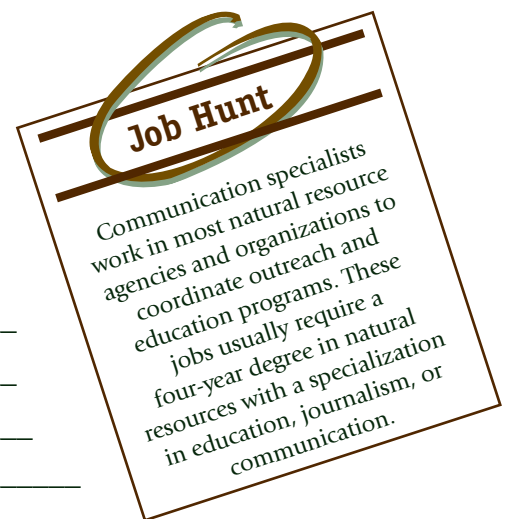 Job Hunt
Communication specialists
work in most natural resource
agencies and organizations to
coordinate outreach and
education programs. These
jobs usually require a
four-year degree in natural
resources with a specialization
in education, journalism, or
communication.